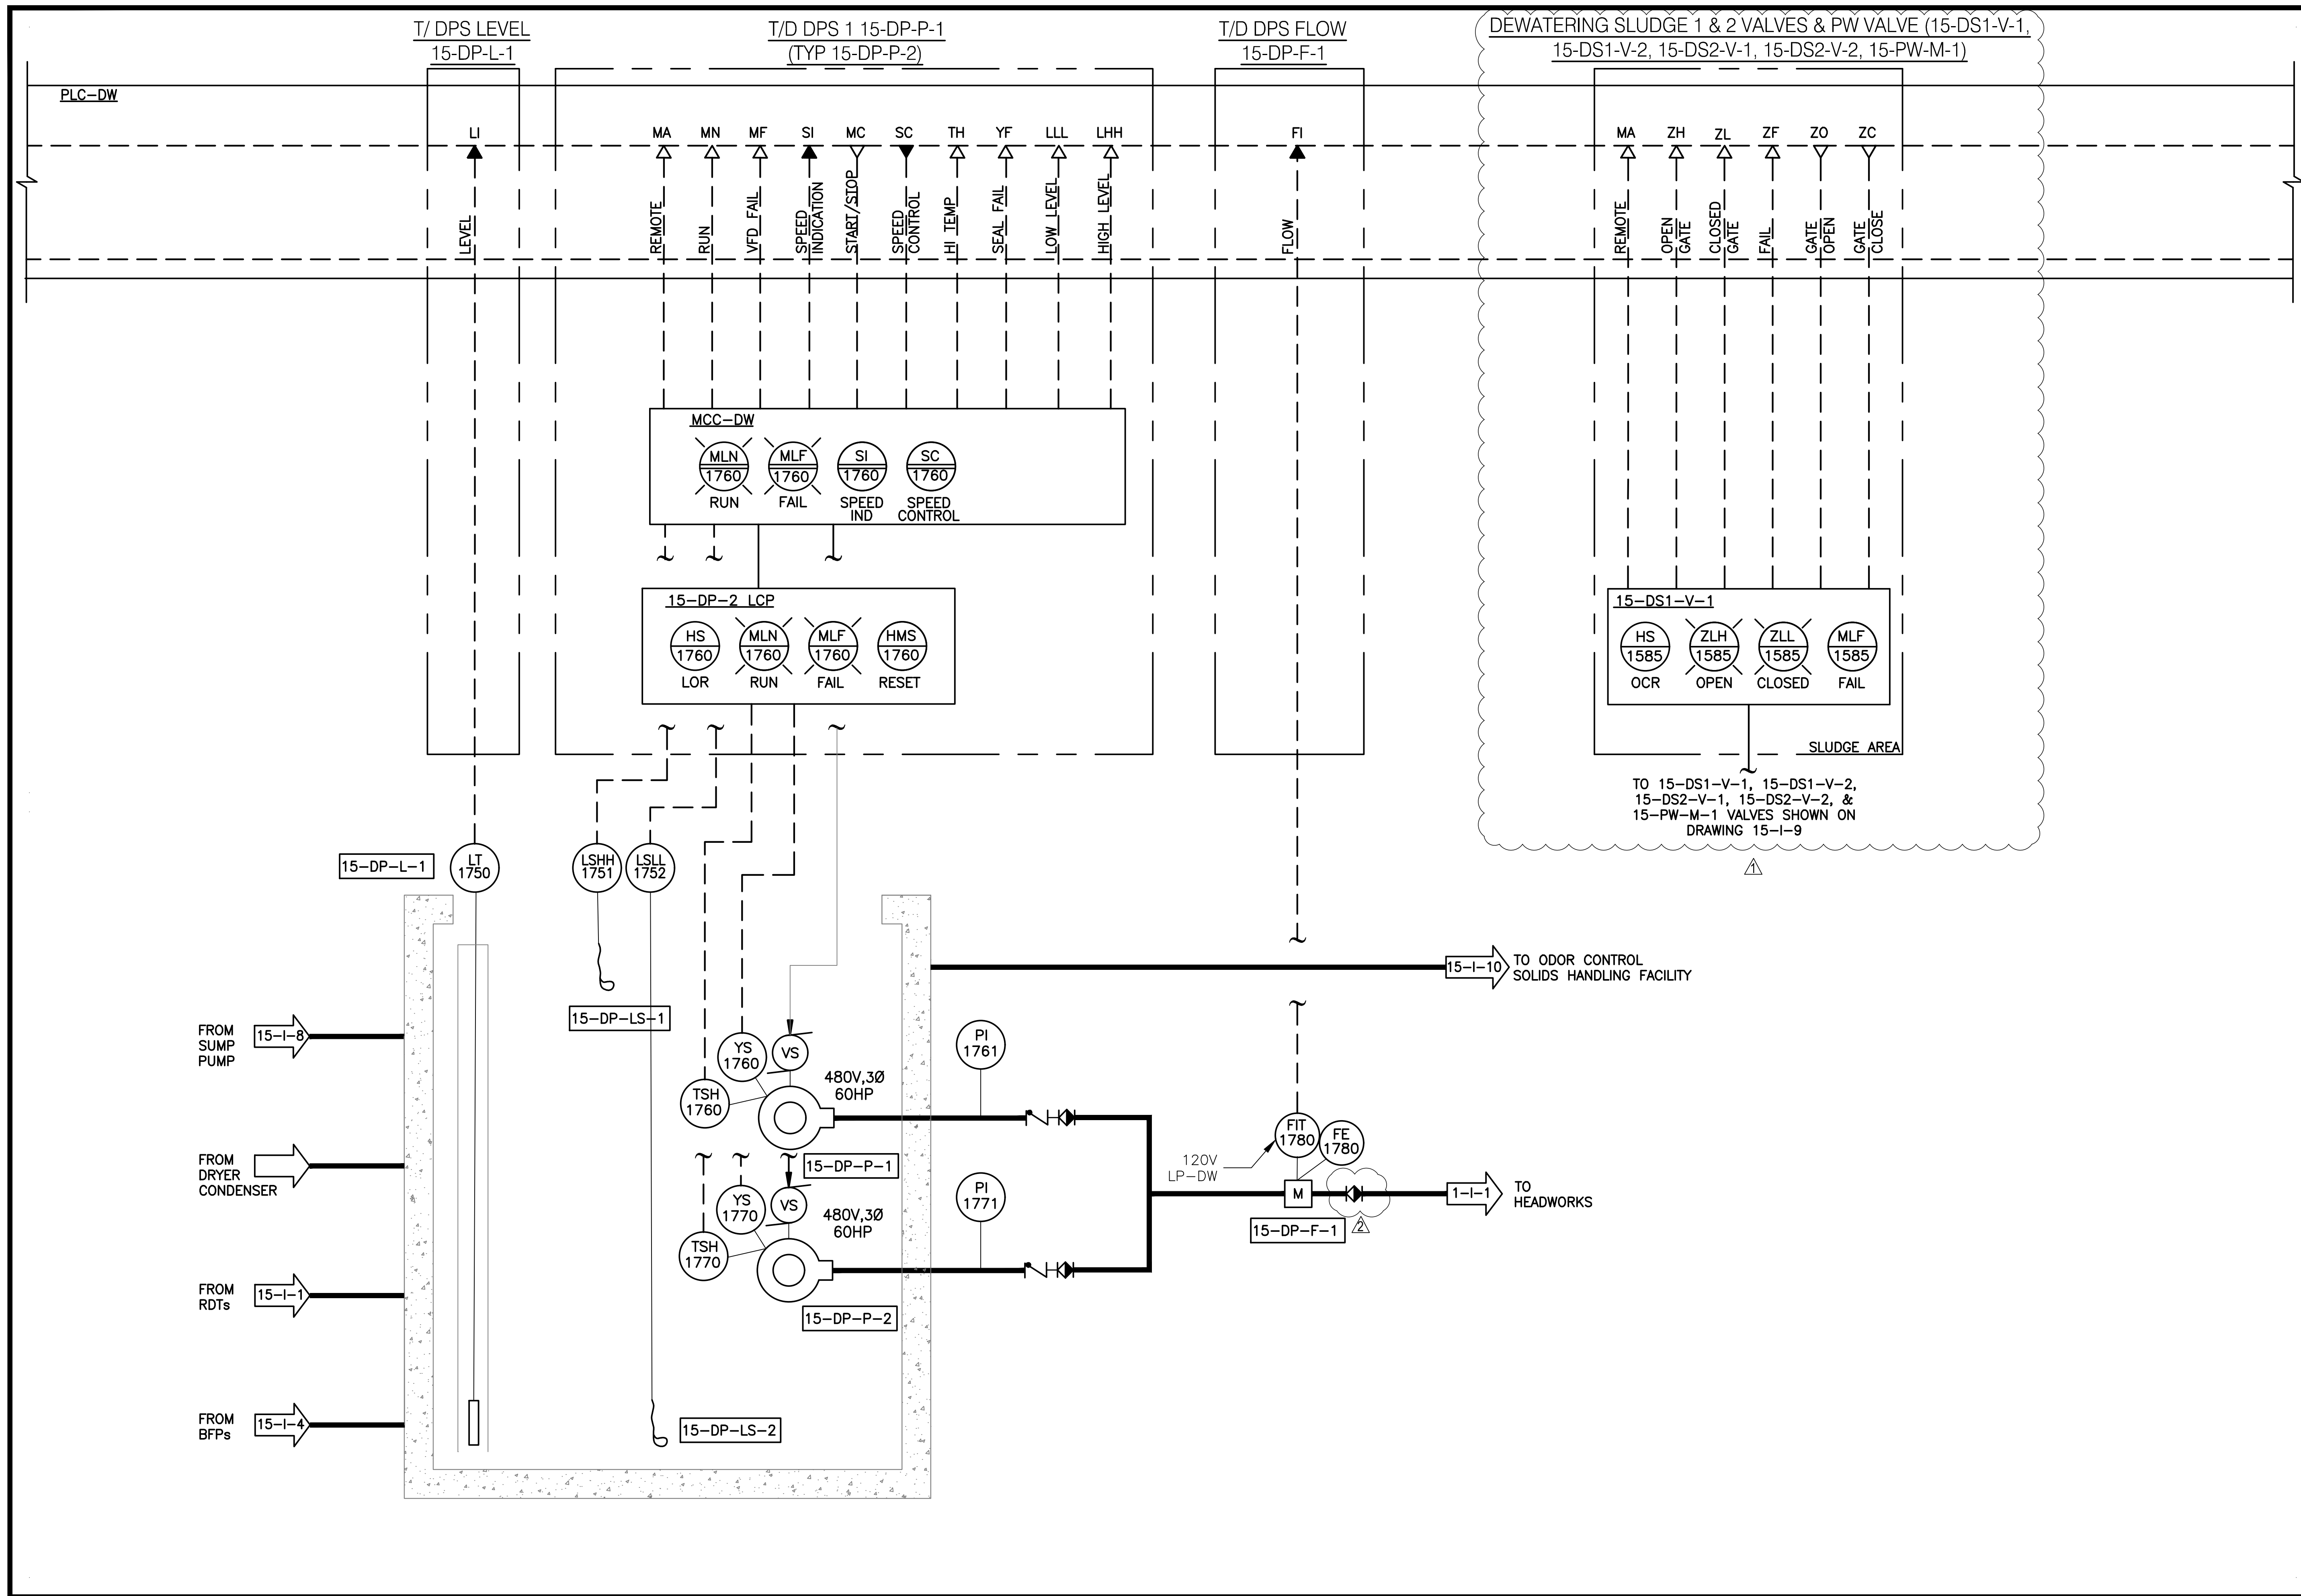 T/ DPS LEVEL
15-DP-L-1
T/D DPS 1 15-DP-P-1
(TYP 15-DP-P-2)
T/D DPS FLOW
15-DP-F-1
DEWATERING SLUDGE 1 & 2 VALVES & PW VALVE (15-DS1-V-1,
15-DS1-V-2, 15-DS2-V-1, 15-DS2-V-2, 15-PW-M-1)
PLC-DW
LI
MA
MN
MF
SI
MC
SC
TH
YF
LLL
LHH
FI
MA
ZH
ZL
ZF
ZO
ZC
LEVEL
REMOTE
RUN
VFD FAIL
SPEED
INDICATION
START/STOP
SPEED
CONTROL
HI TEMP
SEAL FAIL
LOW LEVEL
HIGH LEVEL
FLOW
REMOTE
OPEN
GATE
CLOSED
GATE
FAIL
GATE
OPEN
GATE
CLOSE
MCC-DW
MLN
1760
RUN
MLF
1760
FAIL
SI
1760
SPEED
IND
SC
1760
SPEED
CONTROL
15-DP-2 LCP
HS
1760
LOR
MLN
1760
RUN
MLF
1760
FAIL
HMS
1760
RESET
15-DS1-V-1
HS
1585
OCR
ZLH
1585
OPEN
ZLL
1585
CLOSED
MLF
1585
FAIL
SLUDGE AREA
TO 15-DS1-V-1, 15-DS1-V-2,
15-DS2-V-1, 15-DS2-V-2, &
15-PW-M-1 VALVES SHOWN ON
DRAWING 15-I-9
1
15-DP-L-1
LT
1750
LSHH
1751
LSLL
1752
15-I-10
TO ODOR CONTROL
SOLIDS HANDLING FACILITY
15-DP-LS-1
FROM
SUMP
PUMP
15-I-8
YS
1760
VS
TSH
1760
480V,3Ø
60HP
PI
1761
15-DP-P-1
FROM
DRYER
CONDENSER
YS
1770
VS
TSH
1770
480V,3Ø
60HP
PI
1771
15-DP-P-2
FIT
1780
FE
1780
120V
LP-DW
M
15-DP-F-1
2
1-I-1
TO
HEADWORKS
FROM
RDTs
15-I-1
FROM
BFPs
15-I-4
15-DP-LS-2